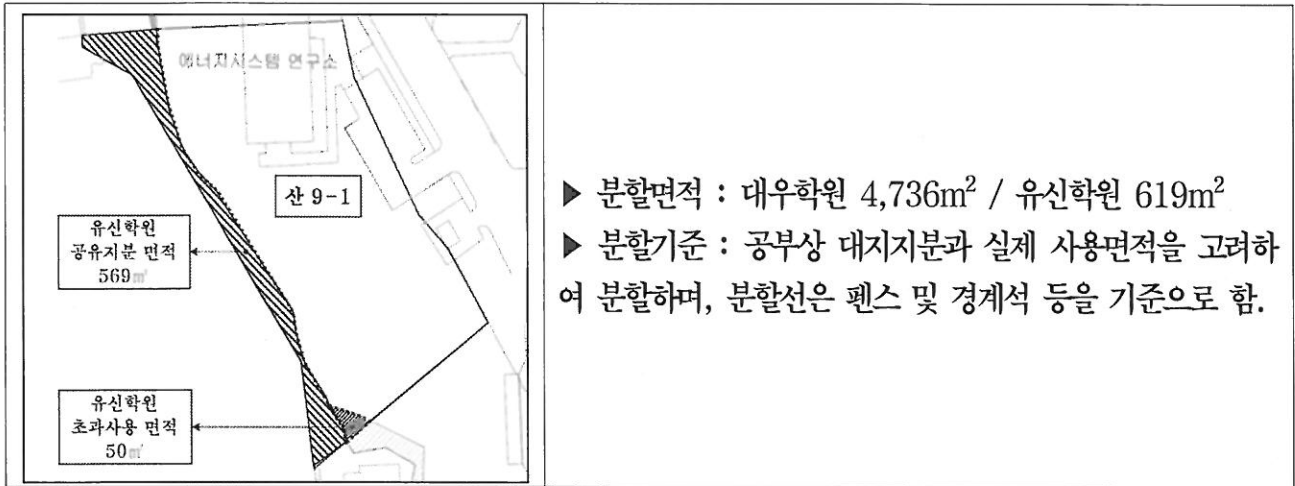 에너지시스템 연구소
산 9-1
유신학원
공유지분 면적
569㎡
유신학원
초과사용 면적
50㎡
▶ 분할면적 : 대우학원 4,736m² / 유신학원 619m²
▶ 분할기준 : 공부상 대지지분과 실제 사용면적을 고려하
여 분할하며, 분할선은 펜스 및 경계석 등을 기준으로 함.